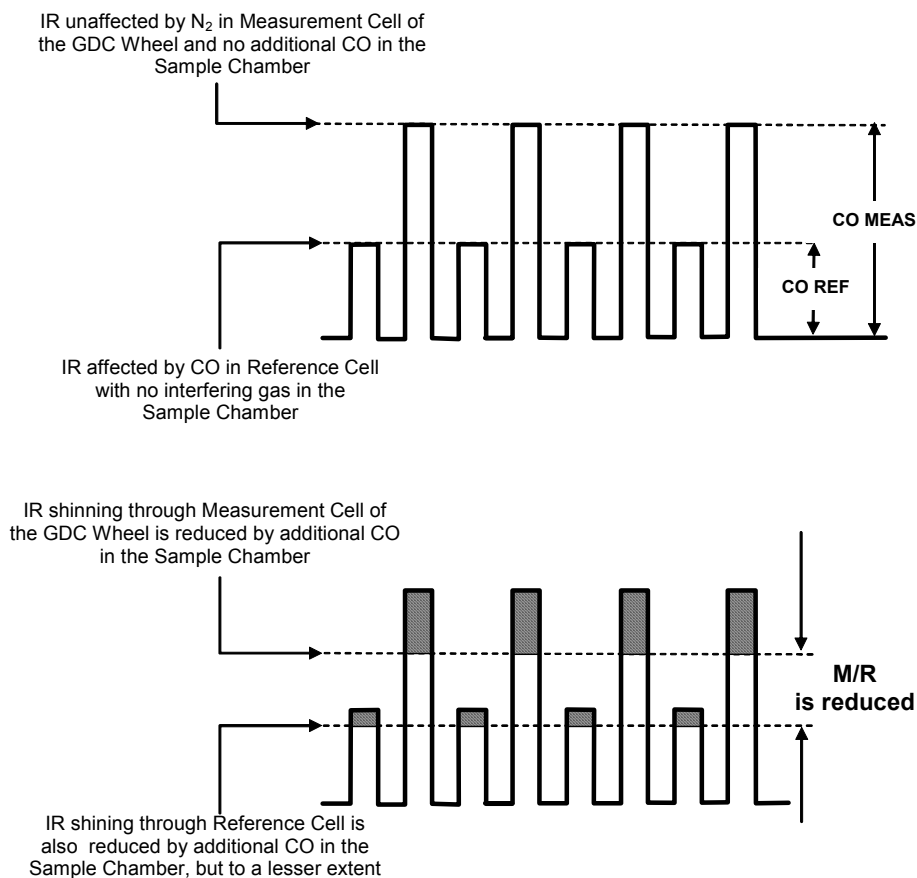 IR unaffected by N₂ in Measurement Cell of
the GDC Wheel and no additional CO in the
Sample Chamber
CO MEAS
CO REF
IR affected by CO in Reference Cell
with no interfering gas in the
Sample Chamber
IR shinning through Measurement Cell of
the GDC Wheel is reduced by additional CO
in the Sample Chamber
M/R
is reduced
IR shining through Reference Cell is
also reduced by additional CO in the
Sample Chamber, but to a lesser extent